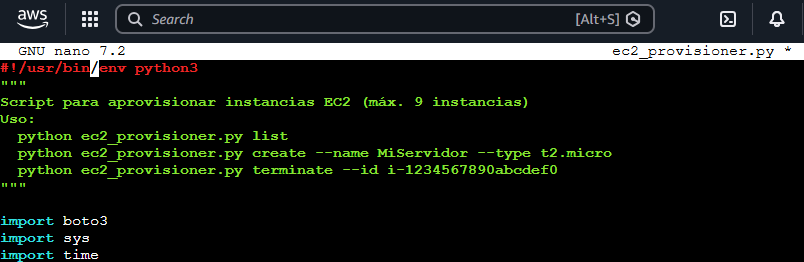 aws
Search [Alt+S]
GNU nano 7.2 ec2_provisioner.py *
#!/usr/bin/env python3
"""
Script para aprovisionar instancias EC2 (máx. 9 instancias)
Uso:
  python ec2_provisioner.py list
  python ec2_provisioner.py create --name MiServidor --type t2.micro
  python ec2_provisioner.py terminate --id i-1234567890abcdef0
"""
import boto3
import sys
import time